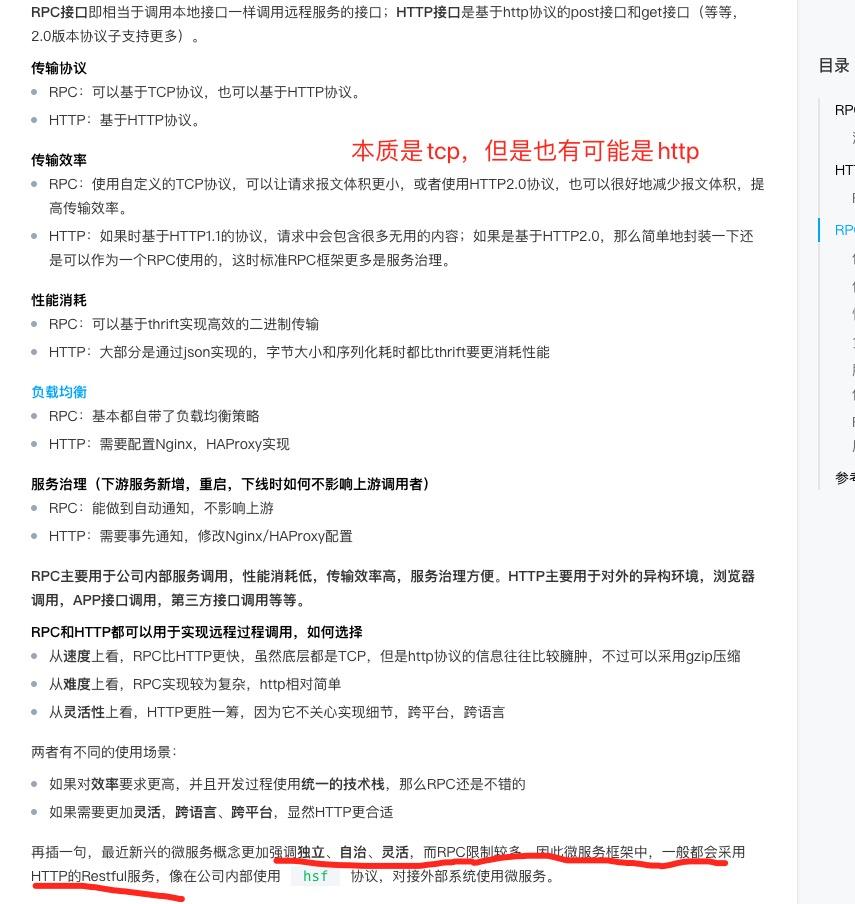 RPC接口即相当于调用本地接口一样调用远程服务的接口；HTTP接口是基于http协议的post接口和get接口（等等，
2.0版本协议子支持更多）。
目录
传输协议
RPC：可以基于TCP协议，也可以基于HTTP协议。
HTTP：基于HTTP协议。
本质是tcp，但是也有可能是http
传输效率
RPC：使用自定义的TCP协议，可以让请求报文体积更小，或者使用HTTP2.0协议，也可以很好地减少报文体积，提
高传输效率。
HTTP：如果时基于HTTP1.1的协议，请求中会包含很多无用的内容；如果是基于HTTP2.0，那么简单地封装一下还
是可以作为一个RPC使用的，这时标准RPC框架更多是服务治理。
性能消耗
RPC：可以基于thrift实现高效的二进制传输
HTTP：大部分是通过json实现的，字节大小和序列化耗时都比thrift要更消耗性能
负载均衡
RPC：基本都自带了负载均衡策略
HTTP：需要配置Nginx，HAProxy实现
服务治理（下游服务新增，重启，下线时如何不影响上游调用者）
RPC：能做到自动通知，不影响上游
HTTP：需要事先通知，修改Nginx/HAProxy配置
RPC主要用于公司内部服务调用，性能消耗低，传输效率高，服务治理方便。HTTP主要用于对外的异构环境，浏览器
调用，APP接口调用，第三方接口调用等等。
RPC和HTTP都可以用于实现远程过程调用，如何选择
从速度上看，RPC比HTTP更快，虽然底层都是TCP，但是http协议的信息往往比较臃肿，不过可以采用gzip压缩
从难度上看，RPC实现较为复杂，http相对简单
从灵活性上看，HTTP更胜一筹，因为它不关心实现细节，跨平台，跨语言
两者有不同的使用场景：
如果对效率要求更高，并且开发过程使用统一的技术栈，那么RPC还是不错的
如果需要更加灵活，跨语言、跨平台，显然HTTP更合适
再插一句，最近新兴的微服务概念更加强调独立、自治、灵活，而RPC限制较多，因此微服务框架中，一般都会采用
HTTP的Restful服务，像在公司内部使用 hsf 协议，对接外部系统使用微服务。